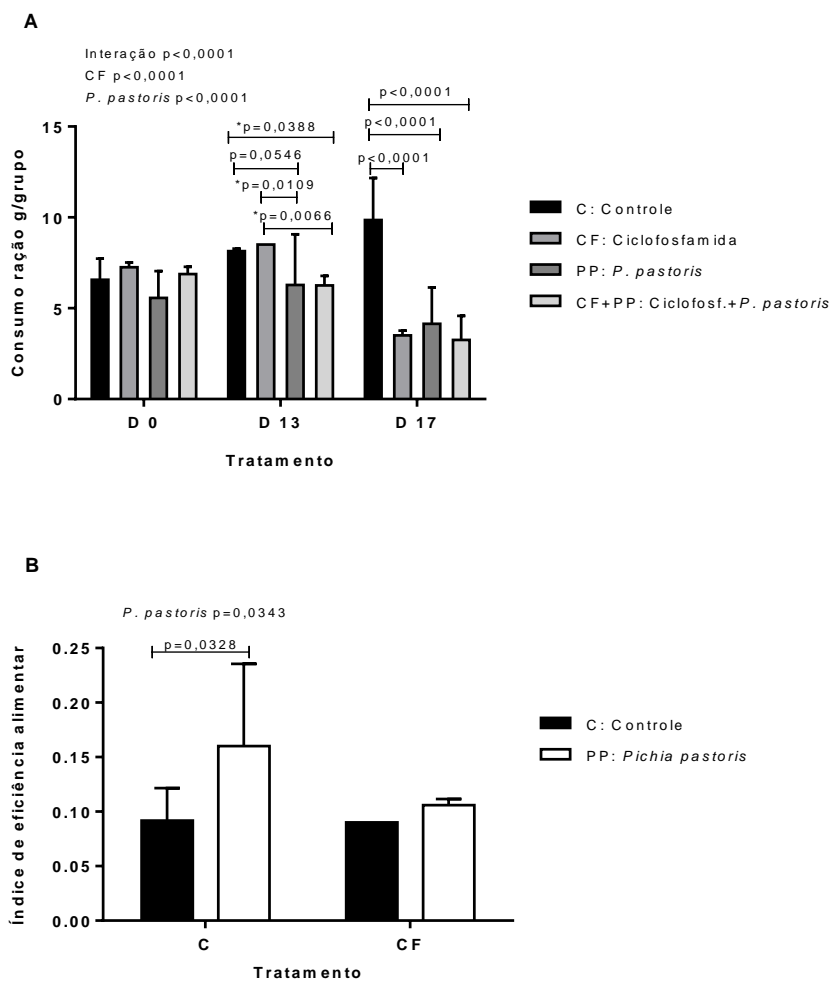 A
Interação p<0,0001
CF p<0,0001
P. pastoris p<0,0001
p<0,0001
p<0,0001
p<0,0001
*p=0,0388
p=0,0546
*p=0,0109
*p=0,0066
15
10
5
0
Consumo ração g/grupo
D 0
D 13
D 17
Tratamento
C: Controle
CF: Ciclofosfamida
PP: P. pastoris
CF+PP: Ciclofosf.+P. pastoris
B
P. pastoris p=0,0343
p=0,0328
0.25
0.20
0.15
0.10
0.05
0.00
Índice de eficiência alimentar
C
CF
Tratamento
C: Controle
PP: Pichia pastoris